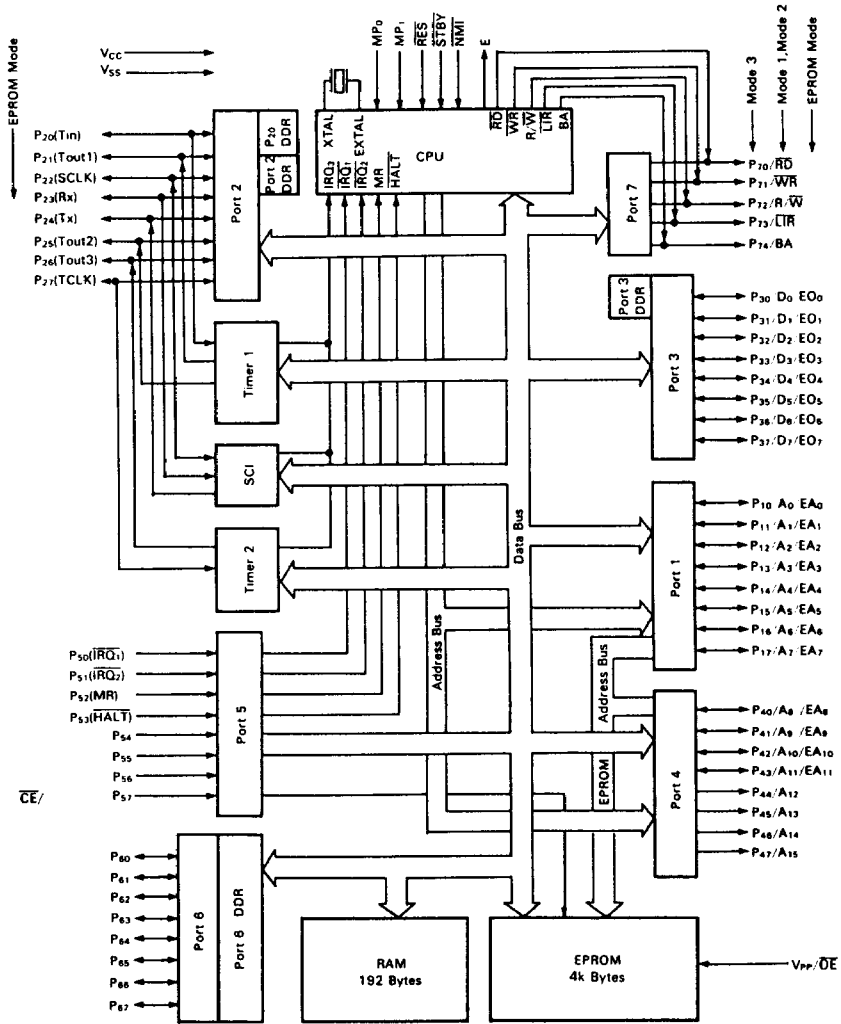 EPROM Mode
VCC
VSS
MP0
MP1
RES
STBY
NMI
E
Mode 3
Mode 1, Mode 2
EPROM Mode
XTAL
EXTAL
IRQ3
IRQ1
IRQ2
MR
HALT
CPU
RD
WR
R/W
LIR
BA
P20(Tin)
P21(Tout1)
P22(SCLK)
P23(Rx)
P24(Tx)
P25(Tout2)
P26(Tout3)
P27(TCLK)
Port 2
P20 DDR
Port 2 DDR
Port 7
P70/RD
P71/WR
P72/R/W
P73/LIR
P74/BA
Timer 1
Port 3 DDR
Port 3
P30 D0 EO0
P31/D1 EO1
P32/D2/EO2
P33/D3/EO3
P34/D4/EO4
P35/D5/EO5
P36/D6/EO6
P37/D7/EO7
SCI
Timer 2
Data Bus
Port 1
P10 A0/EA0
P11/A1/EA1
P12/A2/EA2
P13/A3/EA3
P14/A4/EA4
P15/A5/EA5
P16/A6/EA6
P17/A7/EA7
P50(IRQ1)
P51(IRQ2)
P52(MR)
P53(HALT)
P54
P55
P56
CE/ P57
Port 5
Address Bus
EPROM Address Bus
Port 4
P40/A8 /EA8
P41/A9 /EA9
P42/A10/EA10
P43/A11/EA11
P44/A12
P45/A13
P46/A14
P47/A15
P60
P61
P62
P63
P64
P65
P66
P67
Port 6
Port 6 DDR
RAM
192 Bytes
EPROM
4k Bytes
VPP/OE